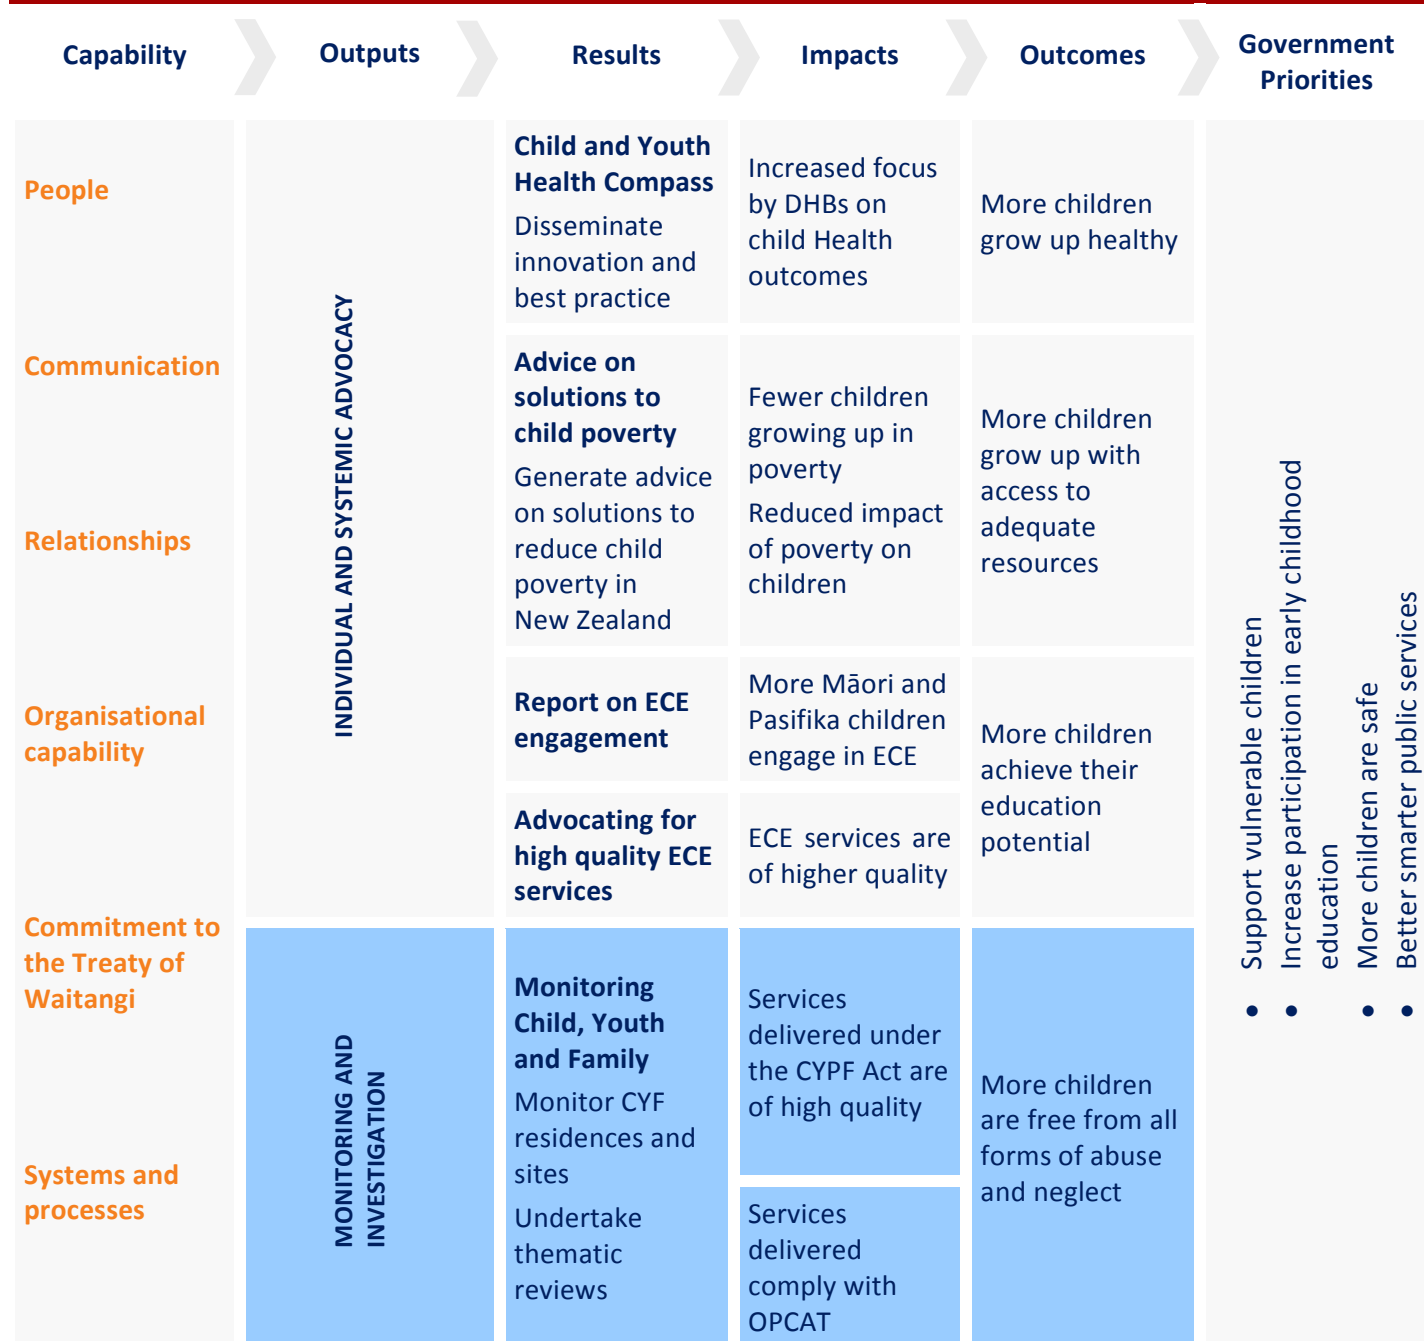 Capability
Outputs
Results
Impacts
Outcomes
Government
Priorities
People
Communication
Relationships
Organisational
capability
Commitment to
the Treaty of
Waitangi
Systems and
processes
INDIVIDUAL AND SYSTEMIC ADVOCACY
MONITORING AND
INVESTIGATION
Child and Youth
Health Compass
Disseminate
innovation and
best practice
Increased focus
by DHBs on
child Health
outcomes
More children
grow up healthy
Advice on
solutions to
child poverty
Generate advice
on solutions to
reduce child
poverty in
New Zealand
Fewer children
growing up in
poverty
Reduced impact
of poverty on
children
More children
grow up with
access to
adequate
resources
Report on ECE
engagement
More Māori and
Pasifika children
engage in ECE
Advocating for
high quality ECE
services
ECE services are
of higher quality
More children
achieve their
education
potential
Monitoring
Child, Youth
and Family
Monitor CYF
residences and
sites
Undertake
thematic
reviews
Services
delivered under
the CYPF Act are
of high quality
Services
delivered
comply with
OPCAT
More children
are free from all
forms of abuse
and neglect
• Support vulnerable children
• Increase participation in early childhood
education
• More children are safe
• Better smarter public services